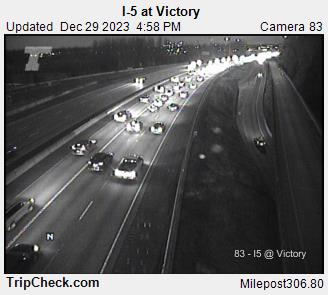 I-5 at Victory
Updated Dec 29 2023 4:58 PM Camera 83
T
N
83 - I5 @ Victory
TripCheck.com Milepost306.80